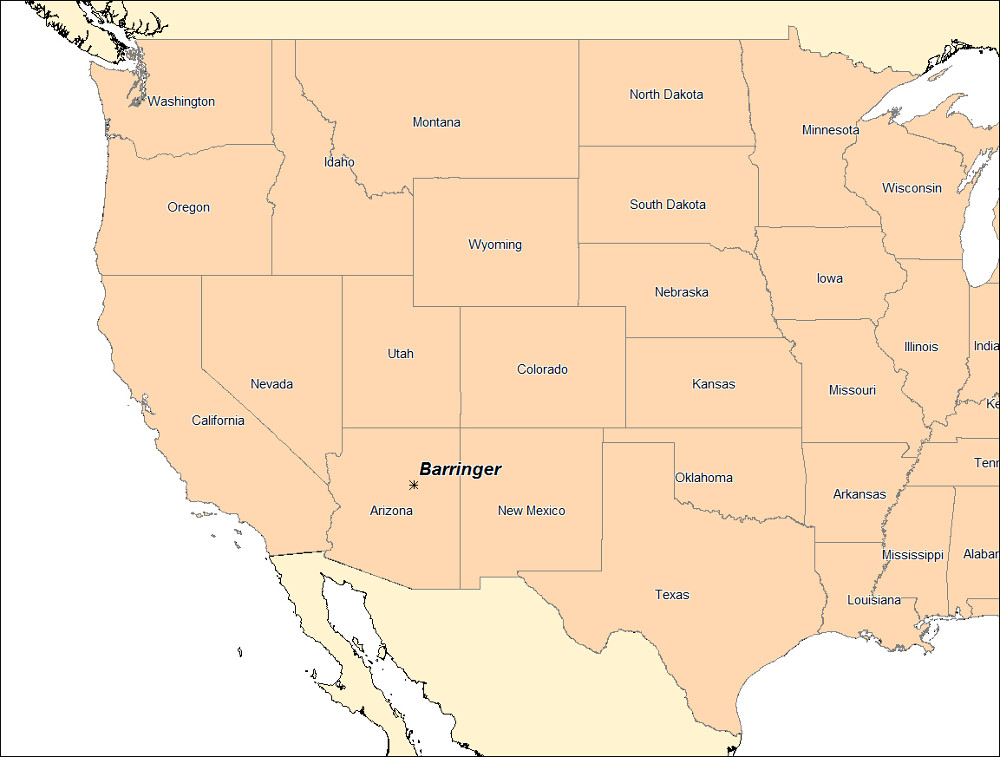 North Dakota
Washington
Montana
Minnesota
Idaho
Wisconsin
South Dakota
Oregon
Wyoming
Iowa
Nebraska
Illinois
India
Utah
Colorado
Nevada
Kansas
Missouri
Ke
California
Barringer
Tenn
Oklahoma
Arkansas
Arizona
New Mexico
Mississippi
Alabar
Texas
Louisiana